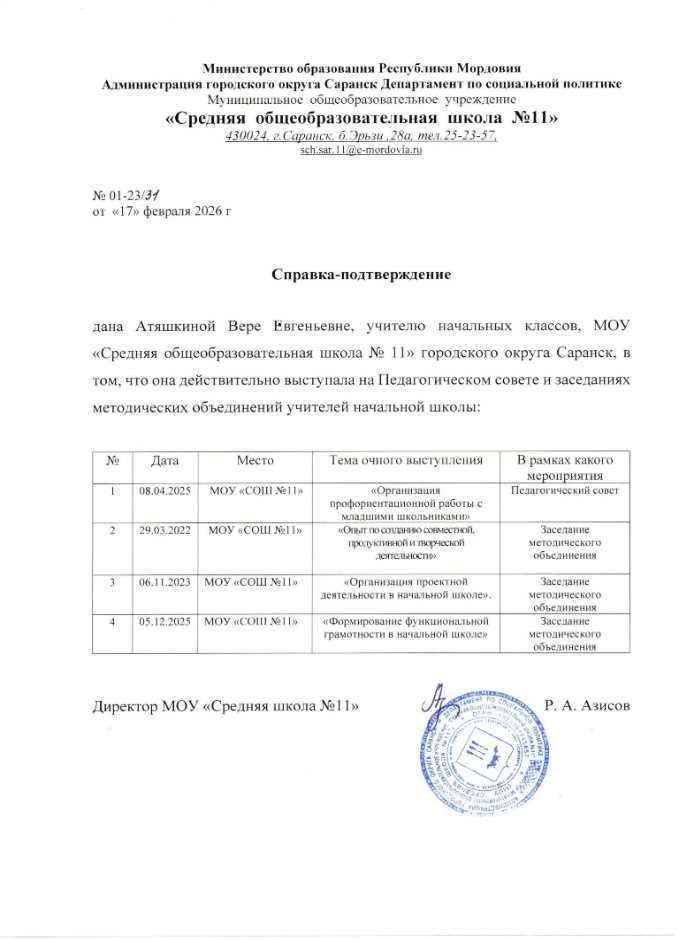 Министерство образования Республики Мордовия
Администрация городского округа Саранск Департамент по социальной политике
Муниципальное общеобразовательное учреждение
«Средняя общеобразовательная школа №11»
430024, г.Саранск, б.Эрьзи ,28а, тел.25-23-57,
sch.sar.11@e-mordovia.ru
№ 01-23/31
от «17» февраля 2026 г
Справка-подтверждение
дана Атяшкиной Вере Евгеньевне, учителю начальных классов, МОУ
«Средняя общеобразовательная школа № 11» городского округа Саранск, в
том, что она действительно выступала на Педагогическом совете и заседаниях
методических объединений учителей начальной школы:
№ Дата Место Тема очного выступления В рамках какого
мероприятия
1 08.04.2025 МОУ «СОШ №11» «Организация Педагогический совет
профориентационной работы с
младшими школьниками»
2 29.03.2022 МОУ «СОШ №11» «Опыт по созданию совместной, Заседание
продуктивной и творческой методического
деятельности» объединения
3 06.11.2023 МОУ «СОШ №11» «Организация проектной Заседание
деятельности в начальной школе». методического
объединения
4 05.12.2025 МОУ «СОШ №11» «Формирование функциональной Заседание
грамотности в начальной школе» методического
объединения
Директор МОУ «Средняя школа №11» Р. А. Азисов